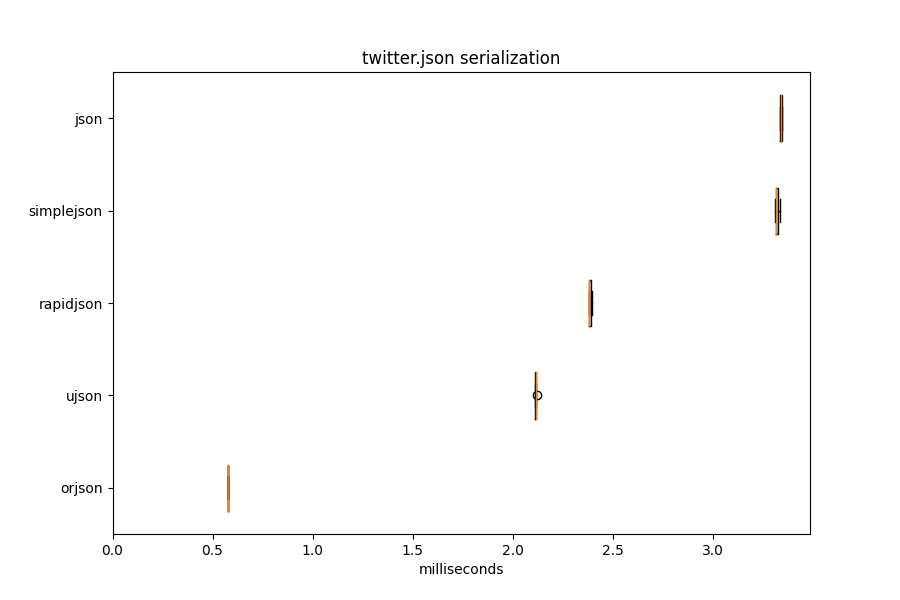 twitter.json serialization
json
simplejson
rapidjson
ujson
orjson
0.0 0.5 1.0 1.5 2.0 2.5 3.0
milliseconds